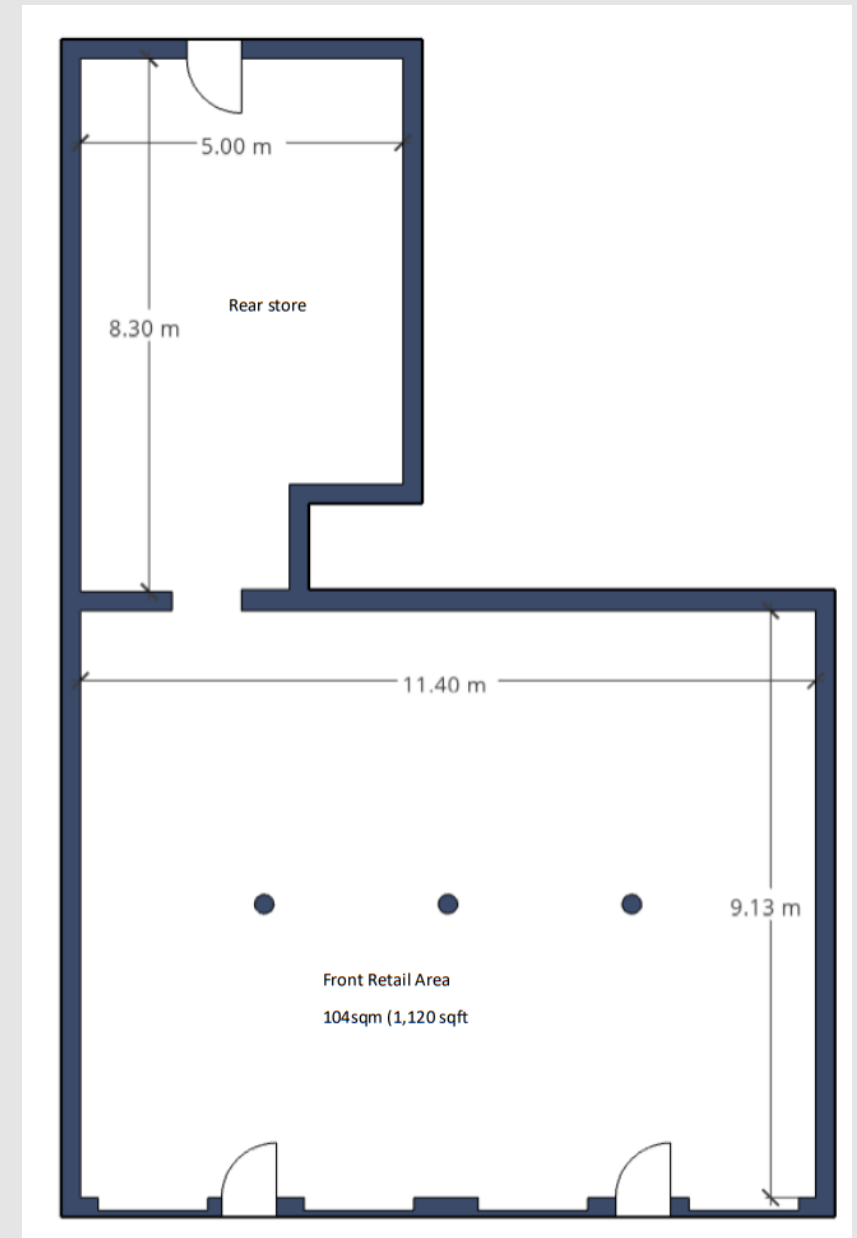 5.00 m
Rear store
8.30 m
11.40 m
9.13 m
Front Retail Area
104sqm (1,120 sqft